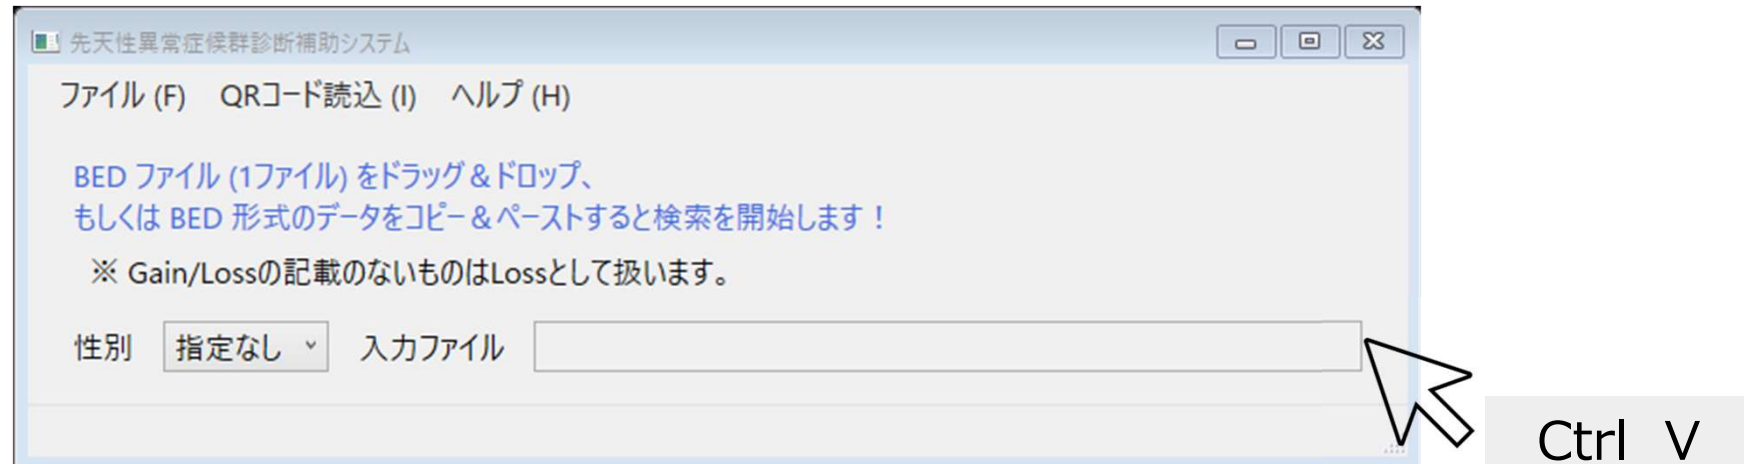 先天性異常症候群診断補助システム
ファイル (F) QRコード読込 (I) ヘルプ (H)
BED ファイル (1ファイル) をドラッグ＆ドロップ、
もしくは BED 形式のデータをコピー＆ペーストすると検索を開始します！
※ Gain/Lossの記載のないものはLossとして扱います。
性別 指定なし 入力ファイル
Ctrl V